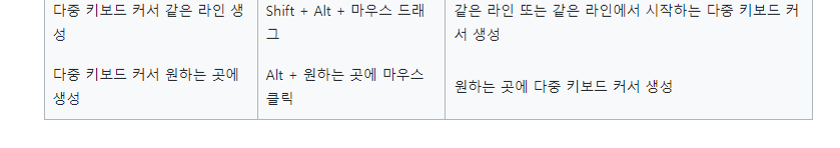 다중 키보드 커서 같은 라인 생
성
Shift + Alt + 마우스 드래
그
같은 라인 또는 같은 라인에서 시작하는 다중 키보드 커
서 생성
다중 키보드 커서 원하는 곳에
생성
Alt + 원하는 곳에 마우스
클릭
원하는 곳에 다중 키보드 커서 생성